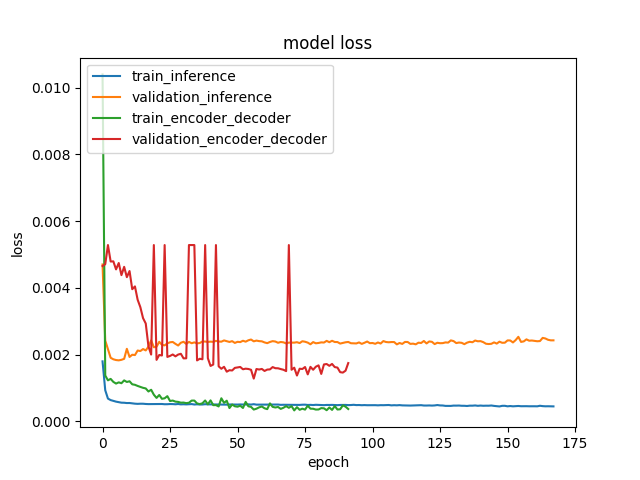 model loss
train_inference
validation_inference
train_encoder_decoder
validation_encoder_decoder
0.010
0.008
0.006
0.004
0.002
0.000
loss
0 25 50 75 100 125 150 175
epoch